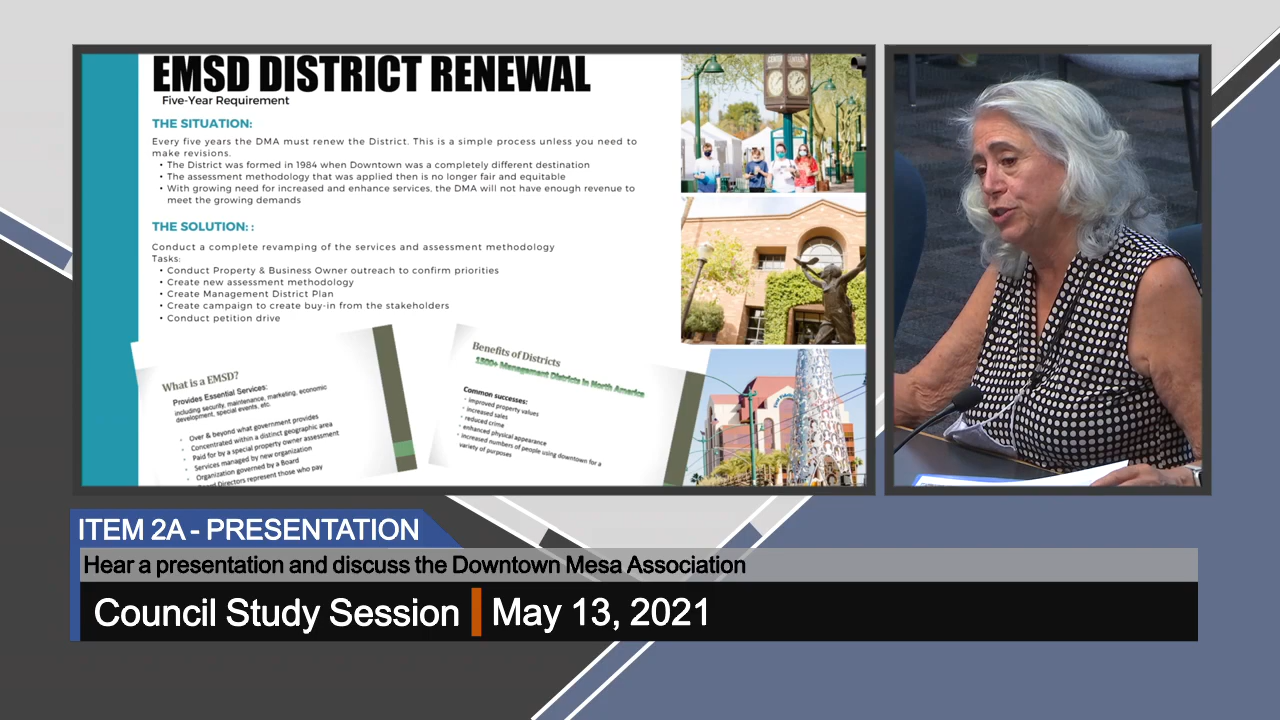 EMSD DISTRICT RENEWAL
Five-Year Requirement
THE SITUATION:
Every five years the DMA must renew the District. This is a simple process unless you need to
make revisions.
• The District was formed in 1984 when Downtown was a completely different destination
• The assessment methodology that was applied then is no longer fair and equitable
• With growing need for increased and enhance services, the DMA will not have enough revenue to
meet the growing demands
THE SOLUTION: :
Conduct a complete revamping of the services and assessment methodology
Tasks:
• Conduct Property & Business Owner outreach to confirm priorities
• Create new assessment methodology
• Create Management District Plan
• Create campaign to create buy-in from the stakeholders
• Conduct petition drive
What is a EMSD?
Provides Essential Services:
including security, maintenance, marketing, economic
development, special events, etc.
• Over & beyond what government provides
• Concentrated within a distinct geographic area
• Paid for by a special property owner assessment
• Services managed by new organization
• Organization governed by a Board
Directors represent those who pay
Benefits of Districts
1500+ Management Districts in North America
Common successes:
• improved property values
• increased sales
• reduced crime
• enhanced physical appearance
• increased numbers of people using downtown for a
variety of purposes
ITEM 2A - PRESENTATION
Hear a presentation and discuss the Downtown Mesa Association
Council Study Session | May 13, 2021